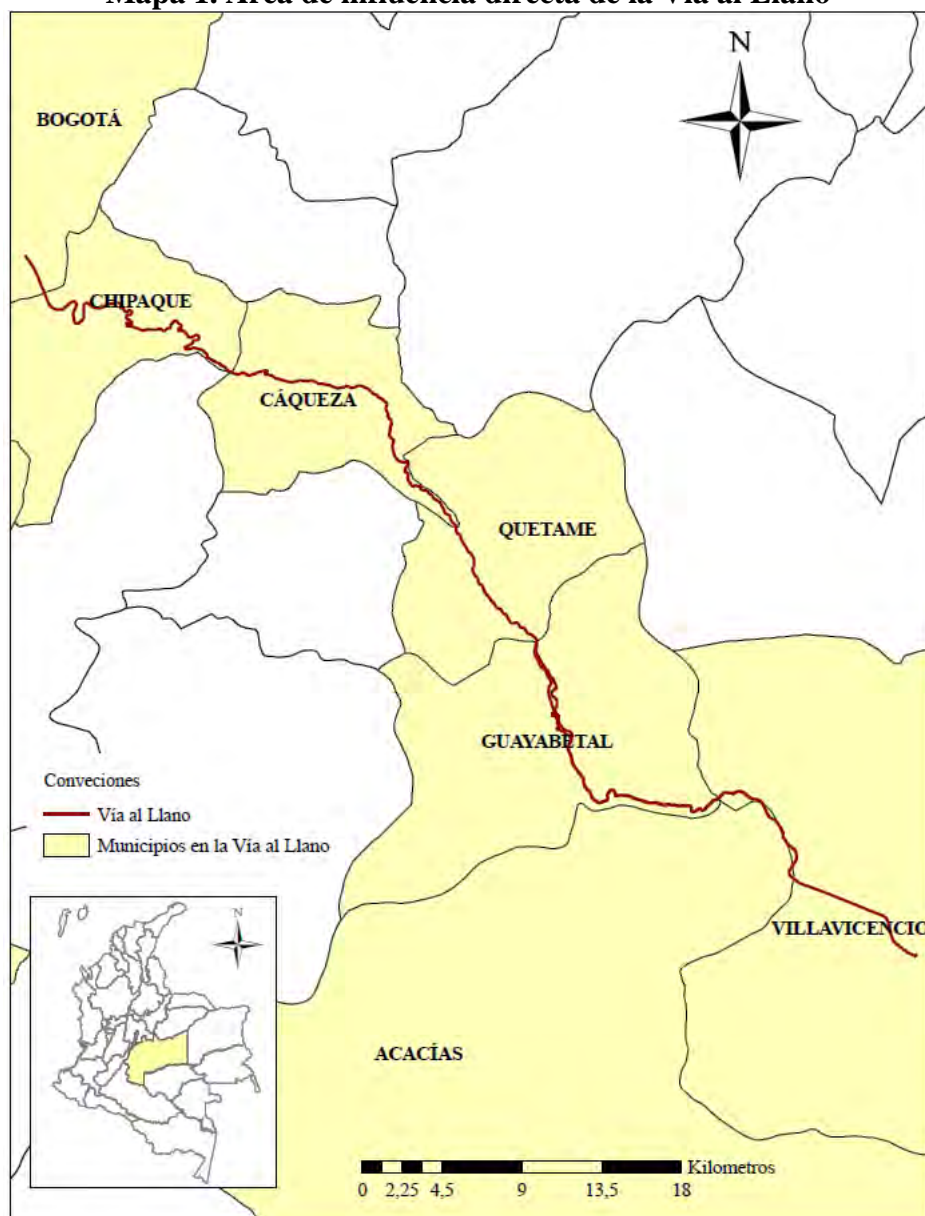 Mapa 1. Área de influencia directa de la Vía al Llano
N
BOGOTÁ
CHIPAQUE
CÁQUEZA
QUETAME
GUAYABETAL
Conveciones
Vía al Llano
Municipios en la Vía al Llano
N
VILLAVICENCIO
ACACÍAS
Kilometros
0 2,25 4,5 9 13,5 18